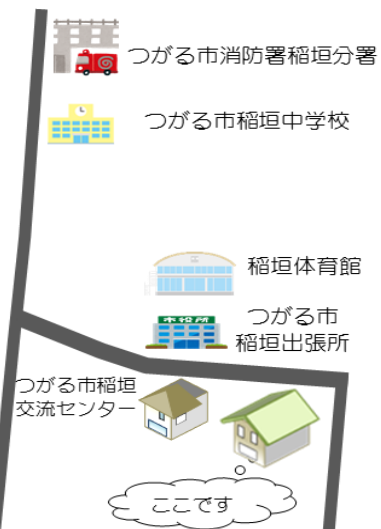 つがる市消防署稲垣分署
つがる市稲垣中学校
稲垣体育館
市役所
つがる市
稲垣出張所
つがる市稲垣
交流センター
ここです